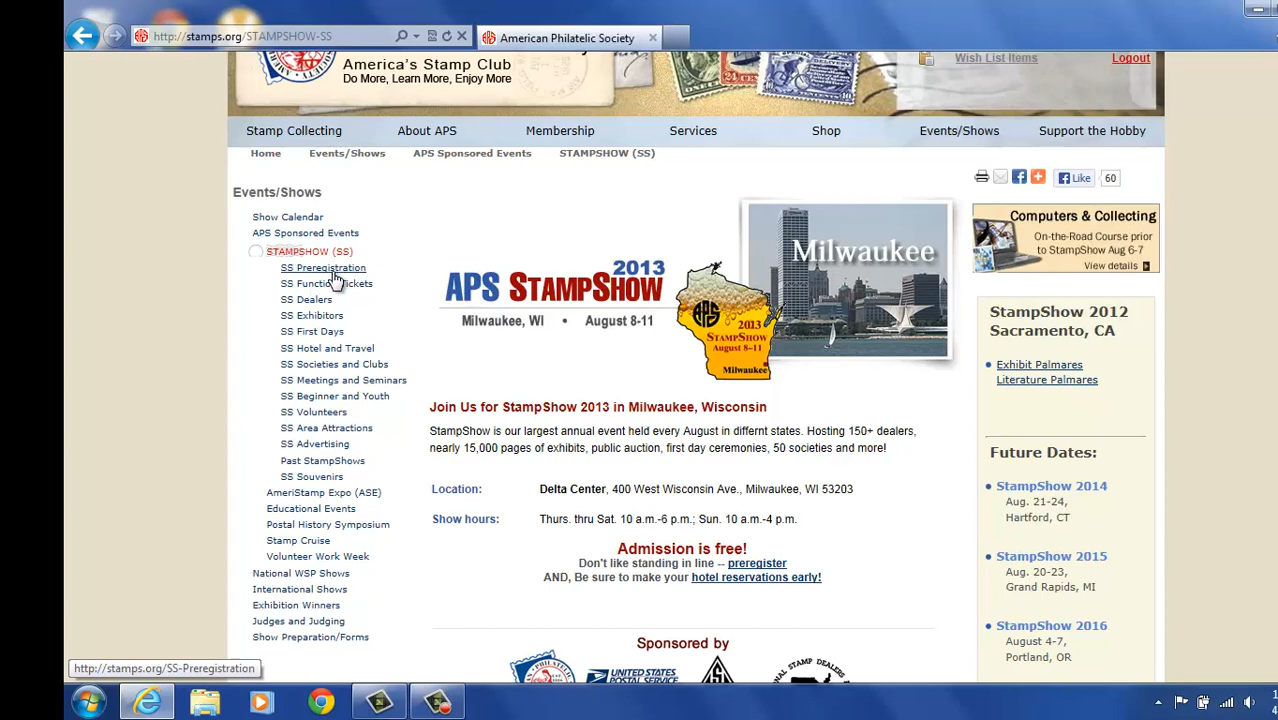 http://stamps.org/STAMPSHOW-SS
American Philatelic Society
America's Stamp Club
Do More, Learn More, Enjoy More
Wish List Items
Logout
Stamp Collecting
About APS
Membership
Services
Shop
Events/Shows
Support the Hobby
Home
Events/Shows
APS Sponsored Events
STAMPSHOW (SS)
Like
60
Events/Shows
Show Calendar
APS Sponsored Events
STAMPSHOW (SS)
SS Preregistration
SS Function Tickets
SS Dealers
SS Exhibitors
SS First Days
SS Hotel and Travel
SS Societies and Clubs
SS Meetings and Seminars
SS Beginner and Youth
SS Volunteers
SS Area Attractions
SS Advertising
Past StampShows
SS Souvenirs
AmeriStamp Expo (ASE)
Educational Events
Postal History Symposium
Stamp Cruise
Volunteer Work Week
National WSP Shows
International Shows
Exhibition Winners
Judges and Judging
Show Preparation/Forms
2013
APS STAMPSHOW
Milwaukee, WI • August 8-11
APS
2013
STAMPSHOW
August 8-11
Milwaukee
Milwaukee
Join Us for StampShow 2013 in Milwaukee, Wisconsin
StampShow is our largest annual event held every August in differnt states. Hosting 150+ dealers,
nearly 15,000 pages of exhibits, public auction, first day ceremonies, 50 societies and more!
Location: Delta Center, 400 West Wisconsin Ave., Milwaukee, WI 53203
Show hours: Thurs. thru Sat. 10 a.m.-6 p.m.; Sun. 10 a.m.-4 p.m.
Admission is free!
Don't like standing in line -- preregister
AND, Be sure to make your hotel reservations early!
Sponsored by
UNITED STATES
Computers & Collecting
On-the-Road Course prior
to StampShow Aug 6-7
View details
StampShow 2012
Sacramento, CA
Exhibit Palmares
Literature Palmares
Future Dates:
StampShow 2014
Aug. 21-24,
Hartford, CT
StampShow 2015
Aug. 20-23,
Grand Rapids, MI
StampShow 2016
August 4-7,
Portland, OR
http://stamps.org/SS-Preregistration